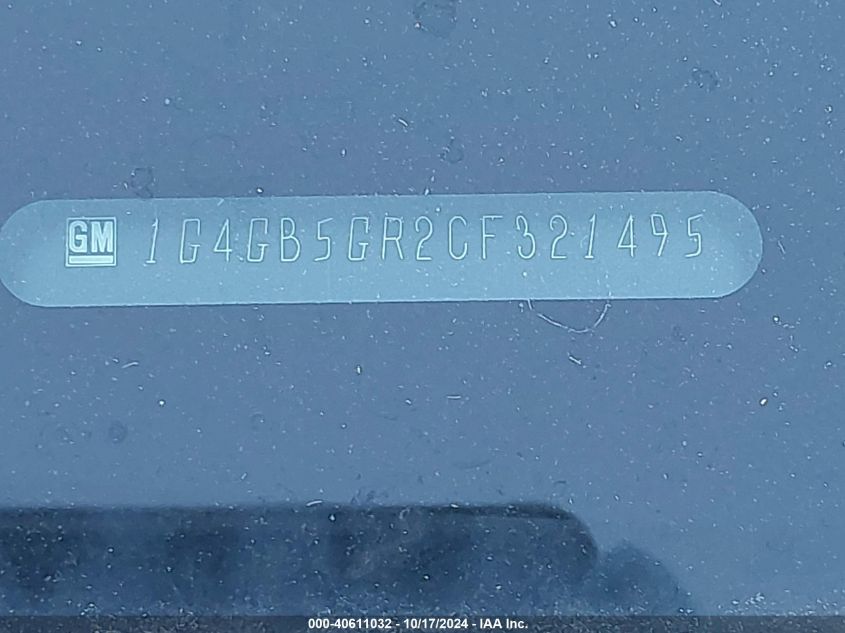 GM 1G4GB5GR2CF321495
000-40611032 - 10/17/2024 - IAA Inc.